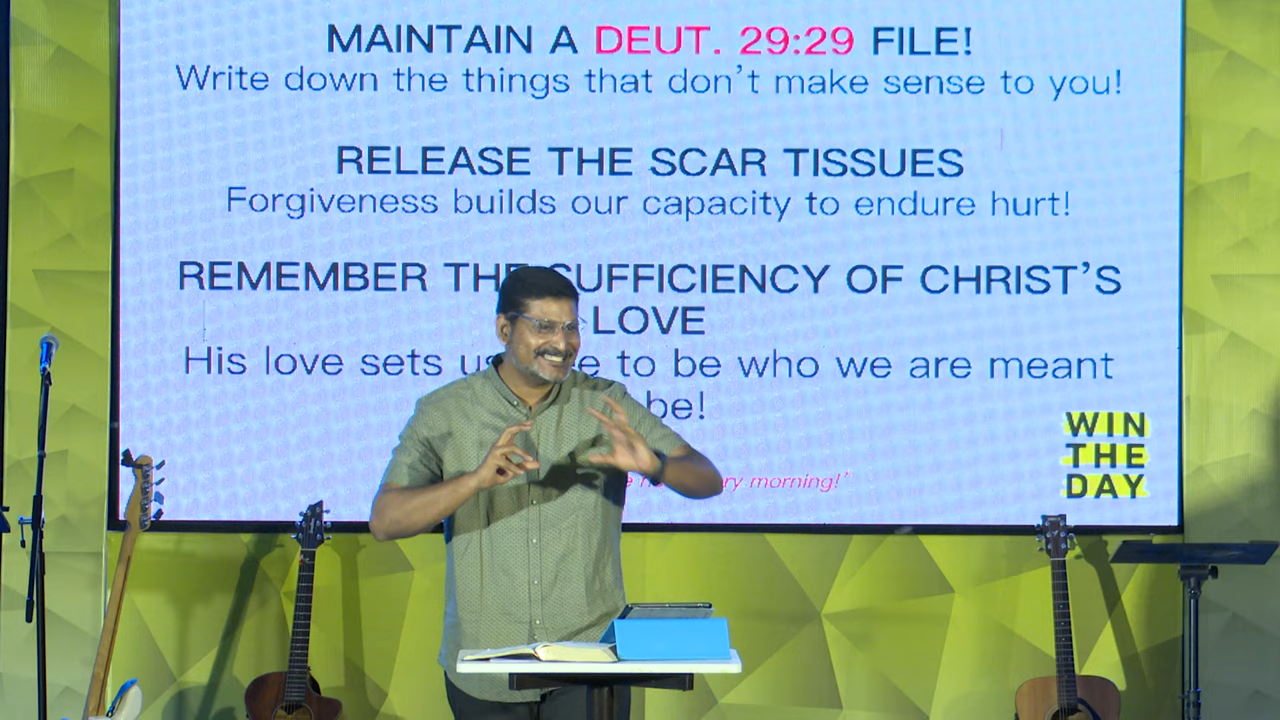 MAINTAIN A DEUT. 29:29 FILE!
Write down the things that don't make sense to you!
RELEASE THE SCAR TISSUES
Forgiveness builds our capacity to endure hurt!
REMEMBER THE SUFFICIENCY OF CHRIST'S
LOVE
His love sets us to be who we are meant
be!
morning!"
WIN
THE
DAY